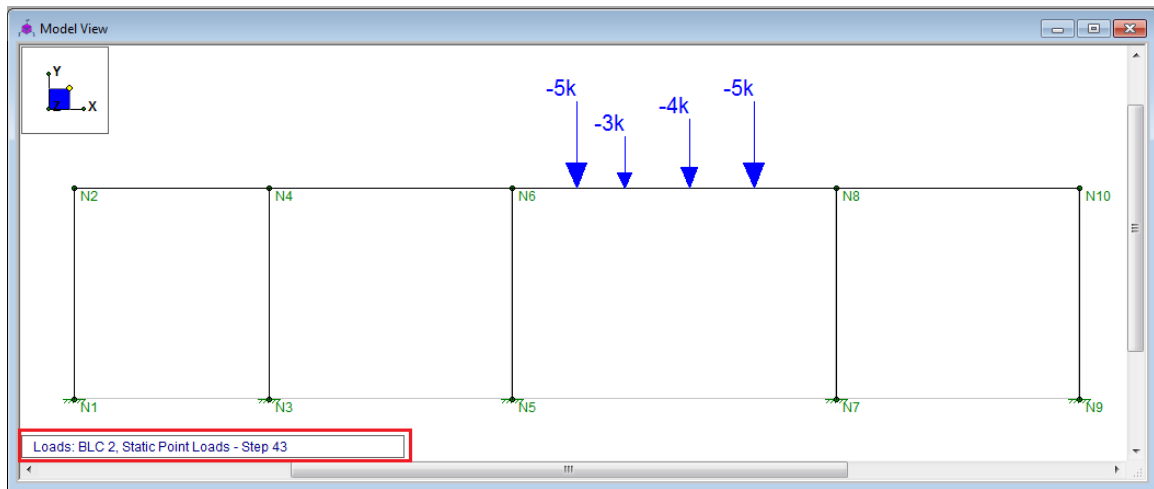 Model View
Y
Z X
-5k -3k -4k -5k
N2 N4 N6 N8 N10
N1 N3 N5 N7 N9
Loads: BLC 2, Static Point Loads - Step 43